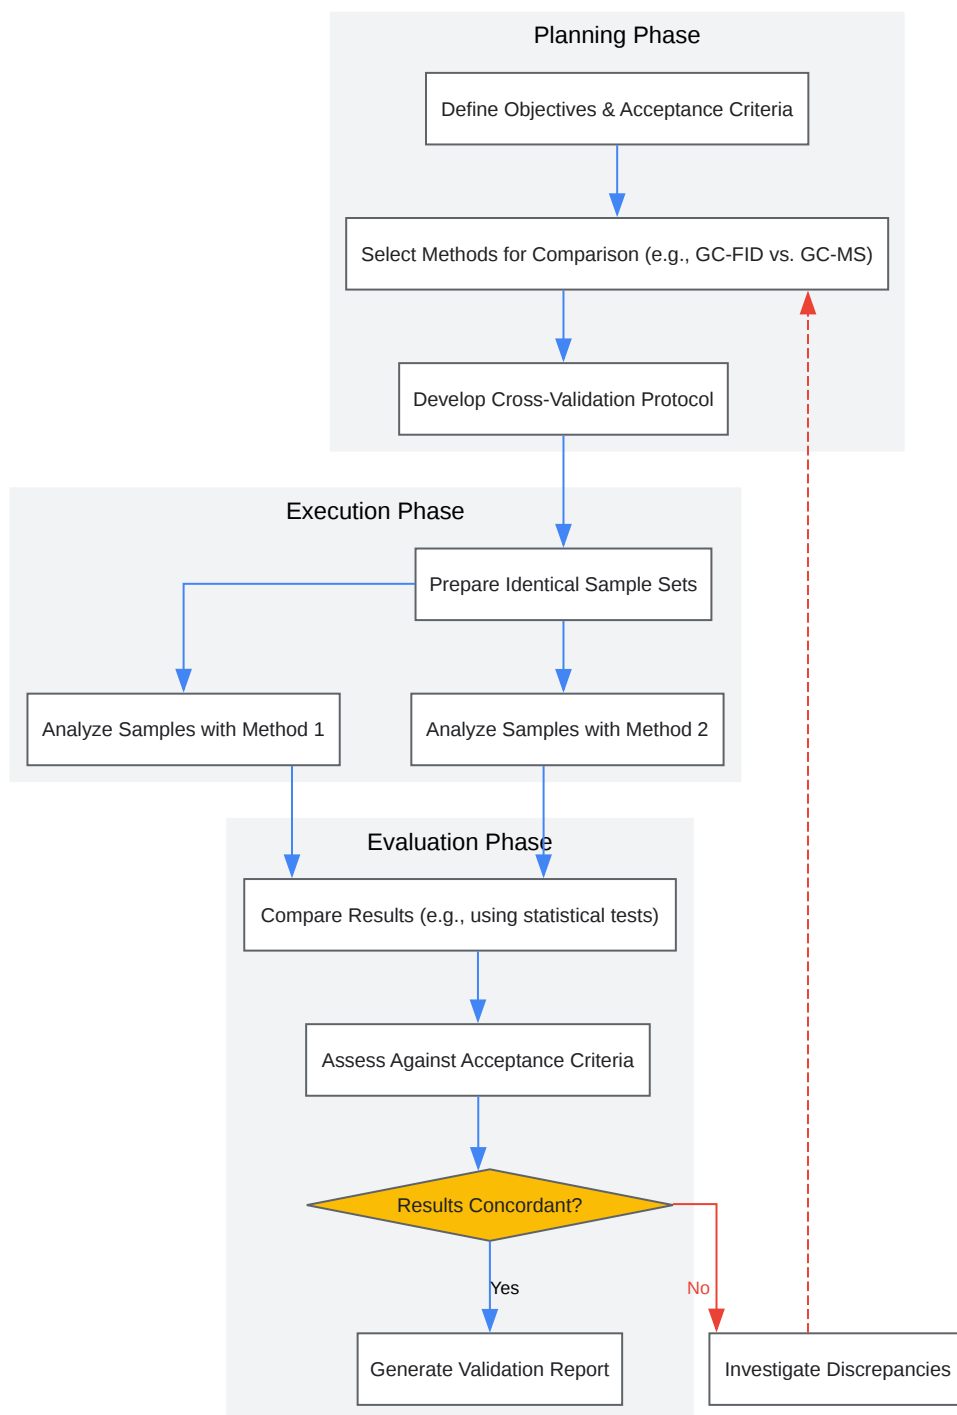 Planning Phase
Define Objectives & Acceptance Criteria
Select Methods for Comparison (e.g., GC-FID vs. GC-MS)
Develop Cross-Validation Protocol
Execution Phase
Prepare Identical Sample Sets
Analyze Samples with Method 1
Analyze Samples with Method 2
Evaluation Phase
Compare Results (e.g., using statistical tests)
Assess Against Acceptance Criteria
Results Concordant?
Yes
No
Generate Validation Report
Investigate Discrepancies